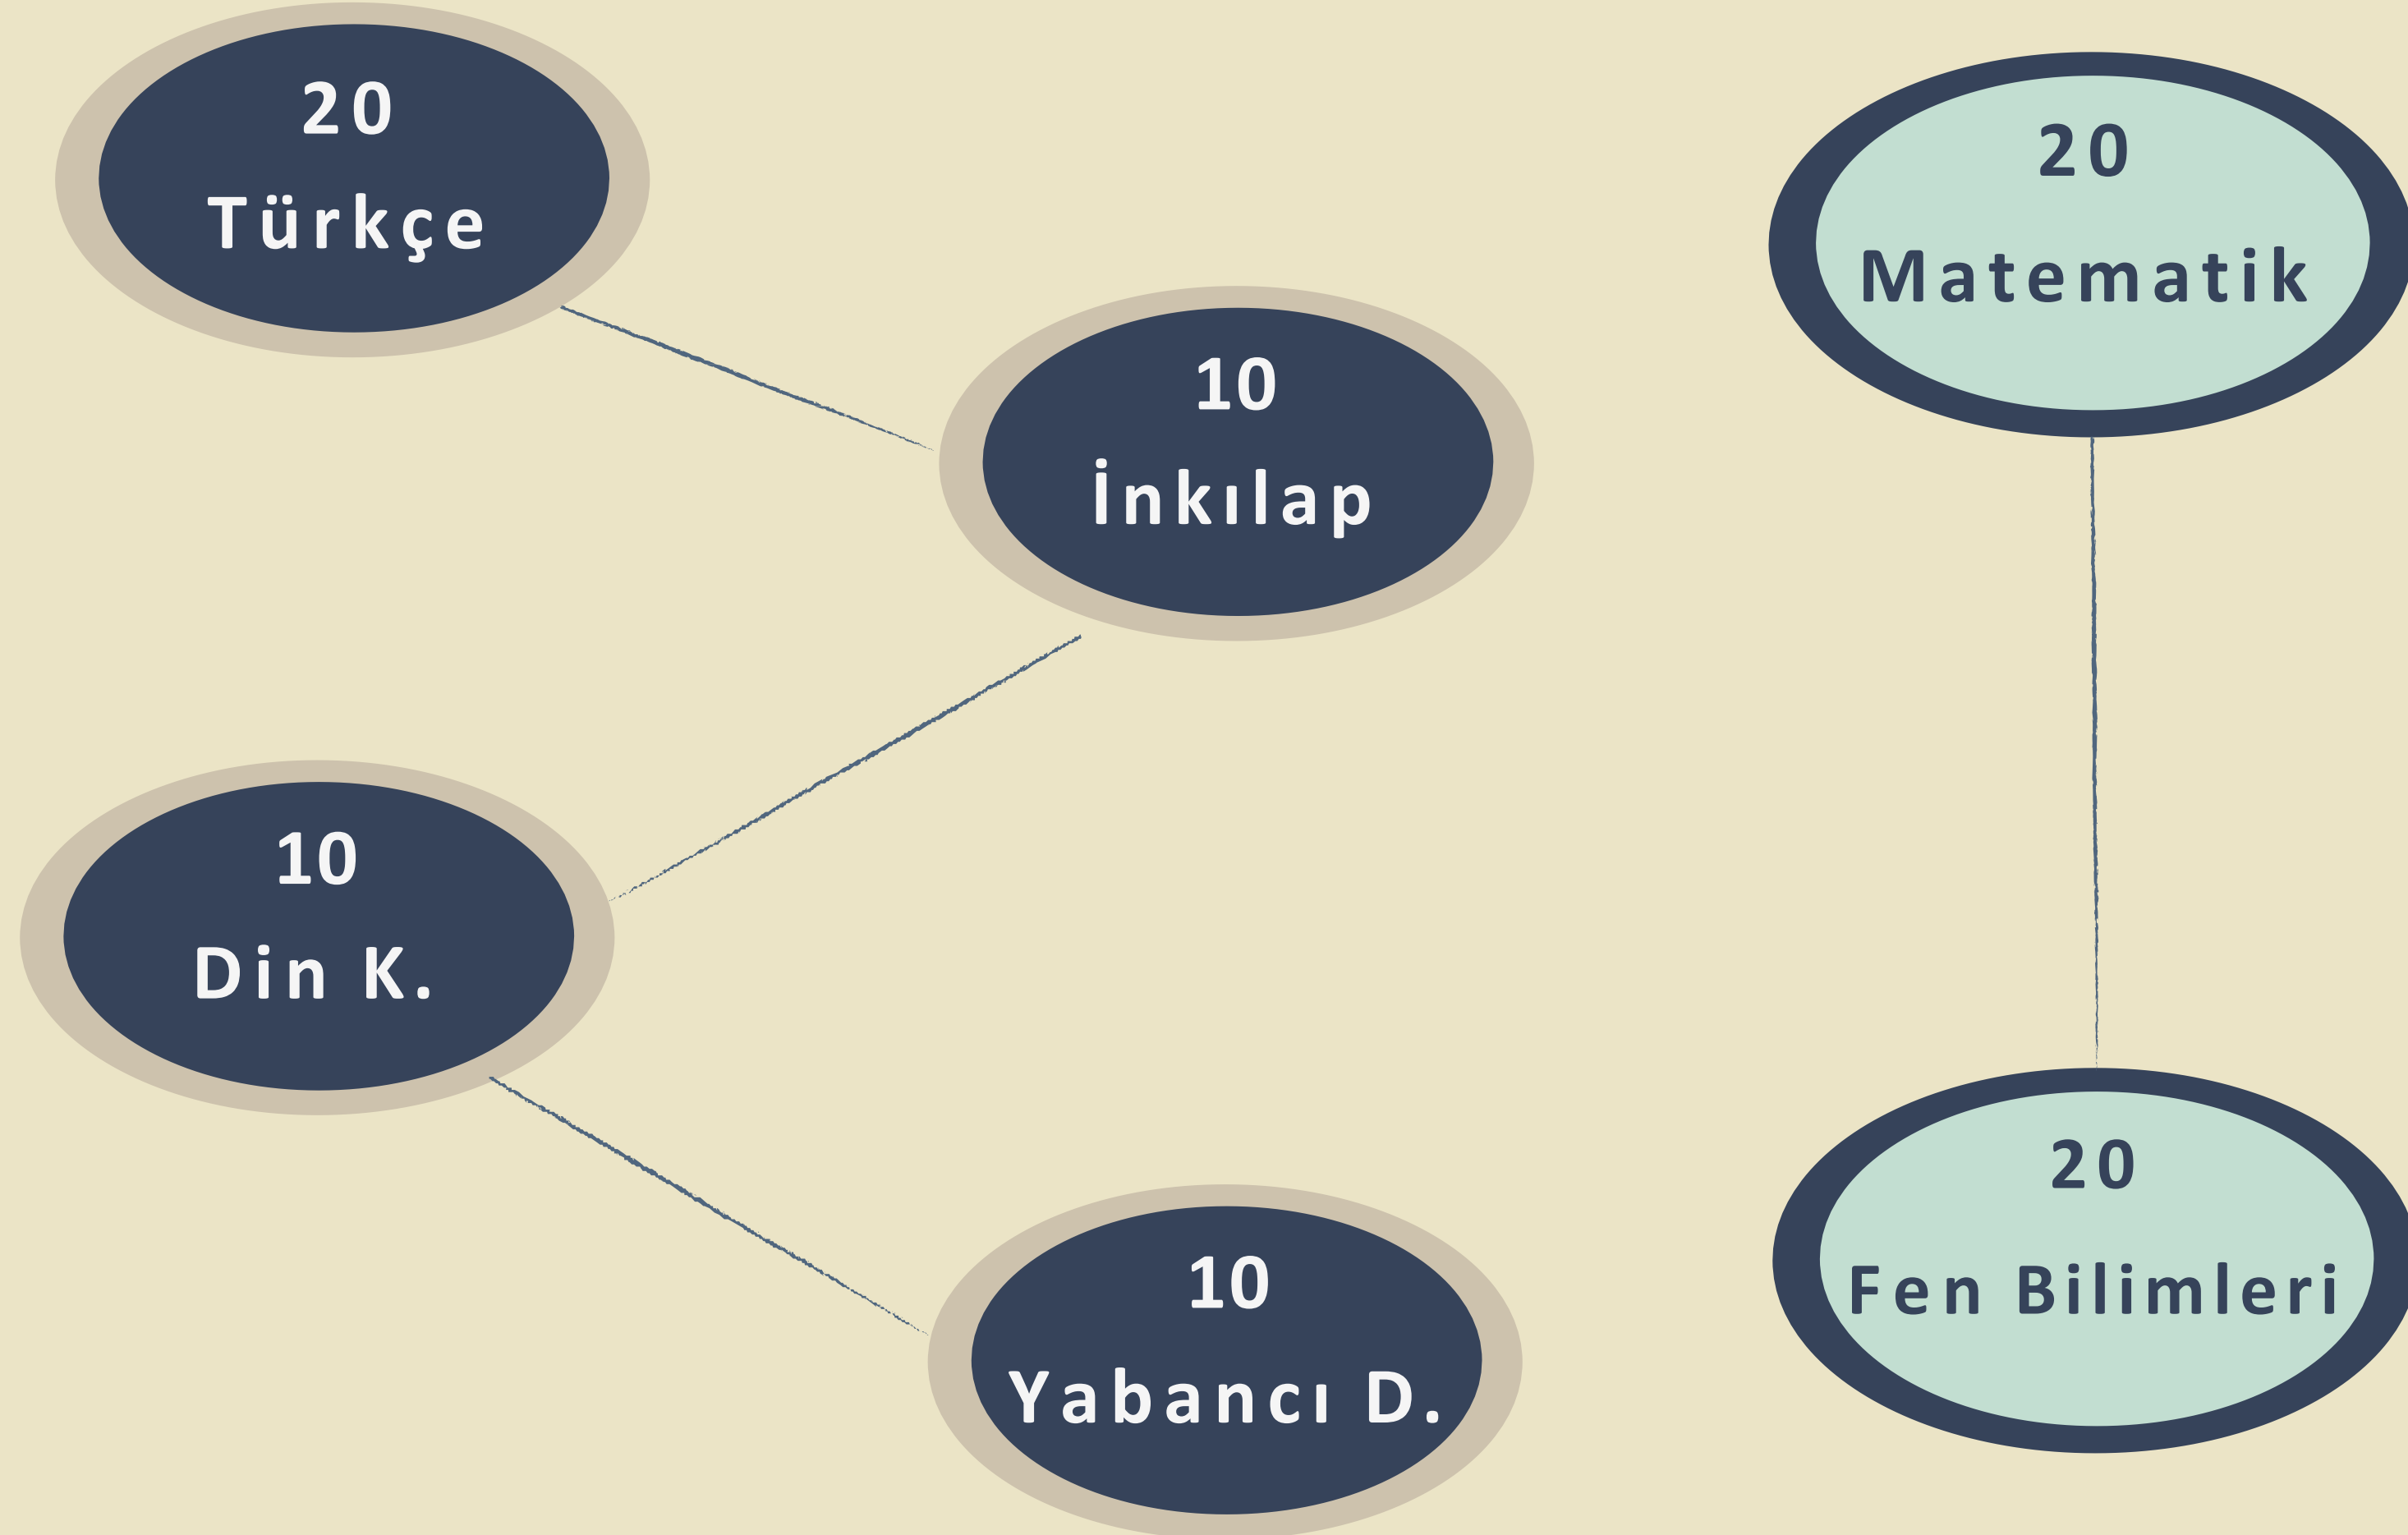 20
Türkçe
10
İnkılap
10
Din K.
10
Yabancı D.
20
Matematik
20
Fen Bilimleri